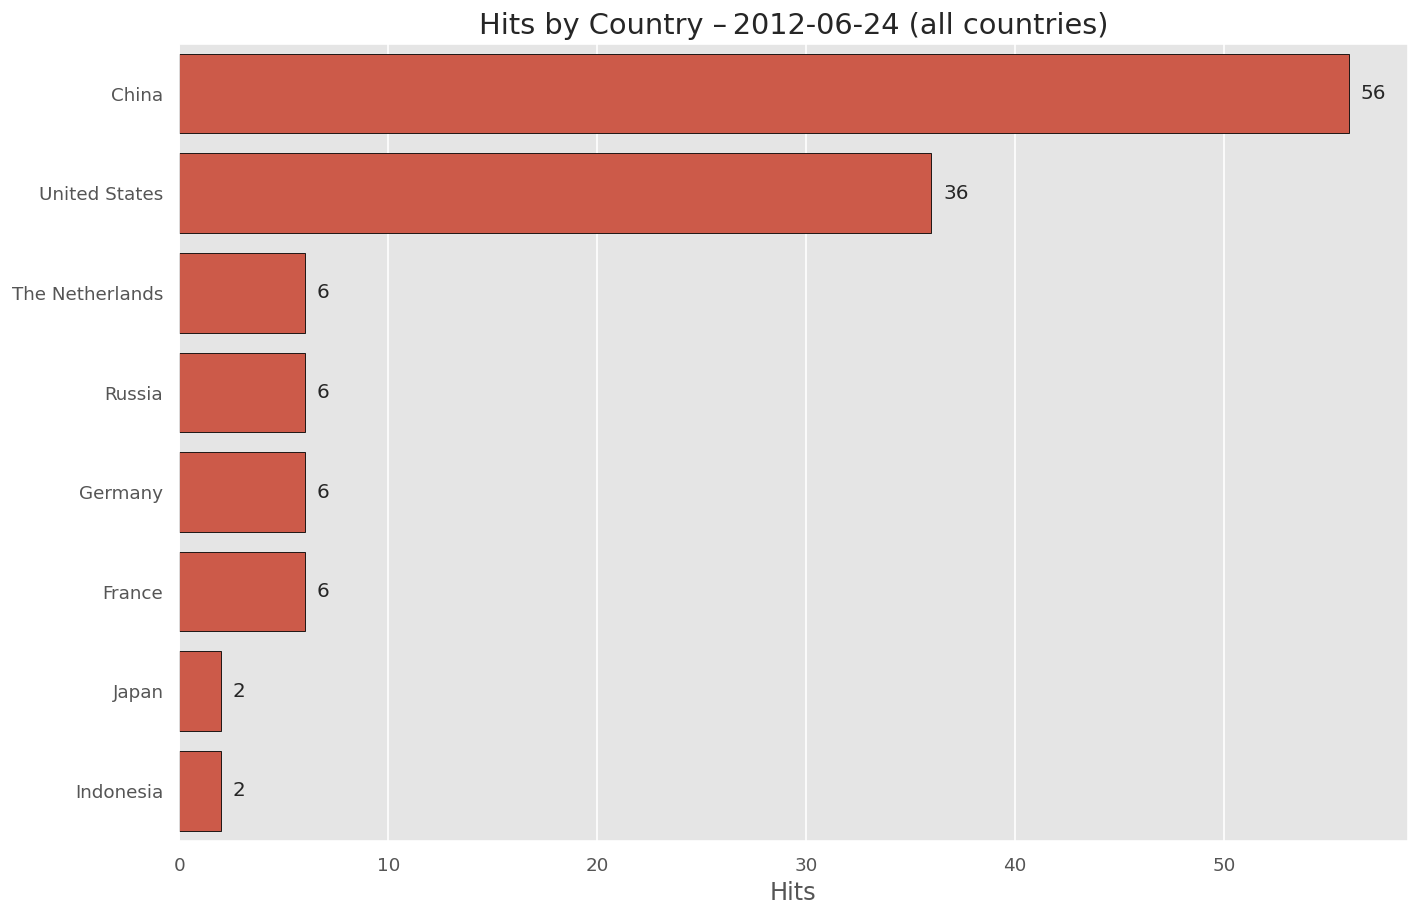 Hits by Country – 2012-06-24 (all countries)
China 56
United States 36
The Netherlands 6
Russia 6
Germany 6
France 6
Japan 2
Indonesia 2
0 10 20 30 40 50
Hits